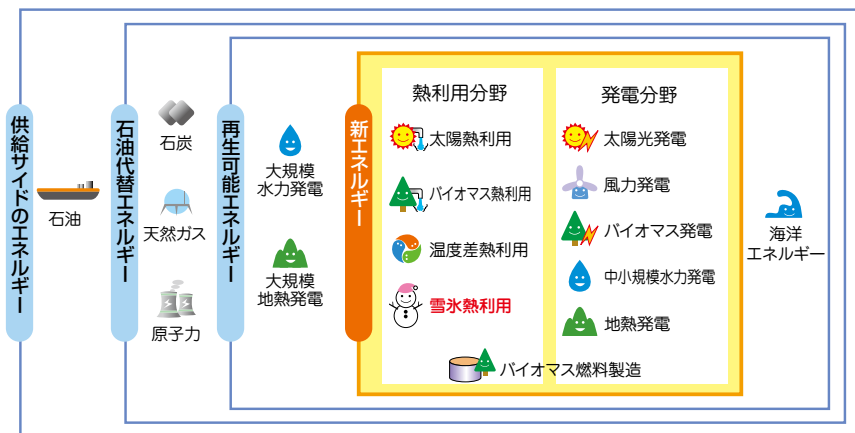 供給サイドのエネルギー
石油
石油代替エネルギー
石炭
天然ガス
原子力
再生可能エネルギー
大規模
水力発電
大規模
地熱発電
新エネルギー
熱利用分野
太陽熱利用
バイオマス熱利用
温度差熱利用
雪氷熱利用
発電分野
太陽光発電
風力発電
バイオマス発電
中小規模水力発電
地熱発電
バイオマス燃料製造
海洋
エネルギー